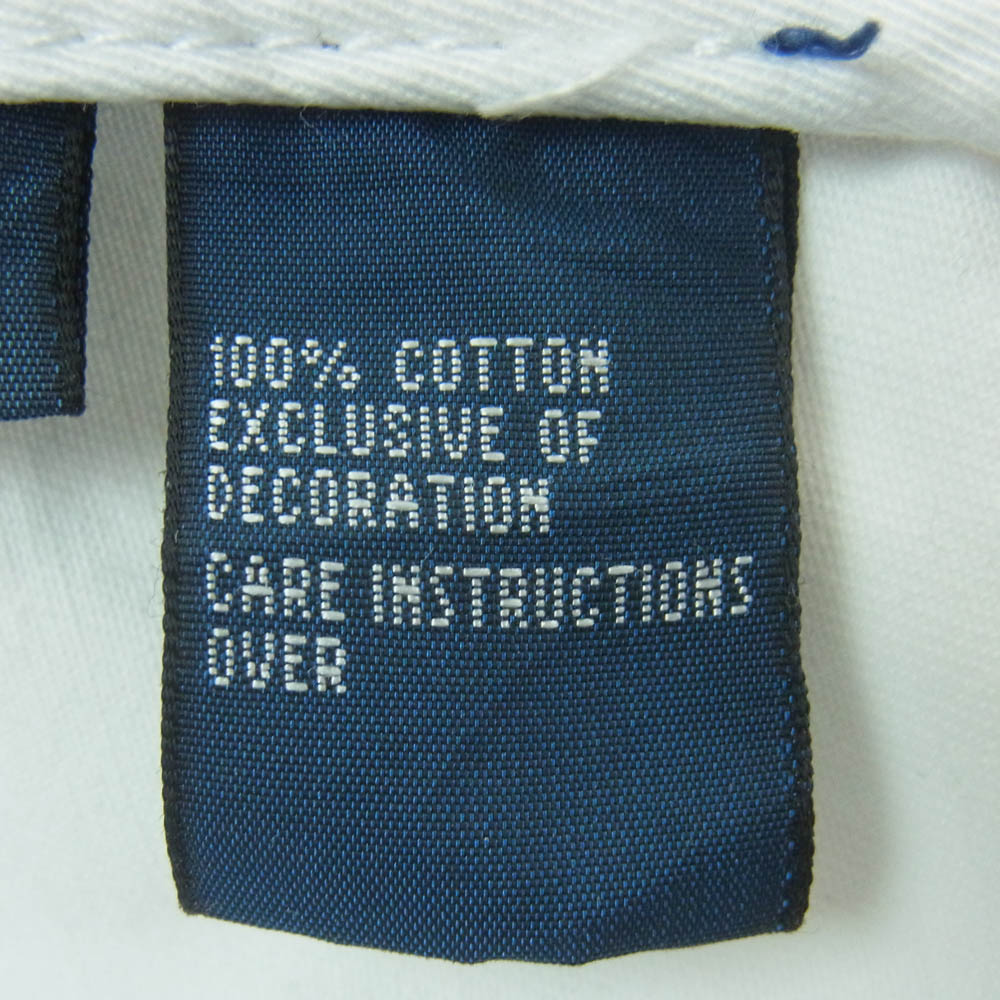 100% COTTON
EXCLUSIVE OF
DECORATION
CARE INSTRUCTIONS
OVER